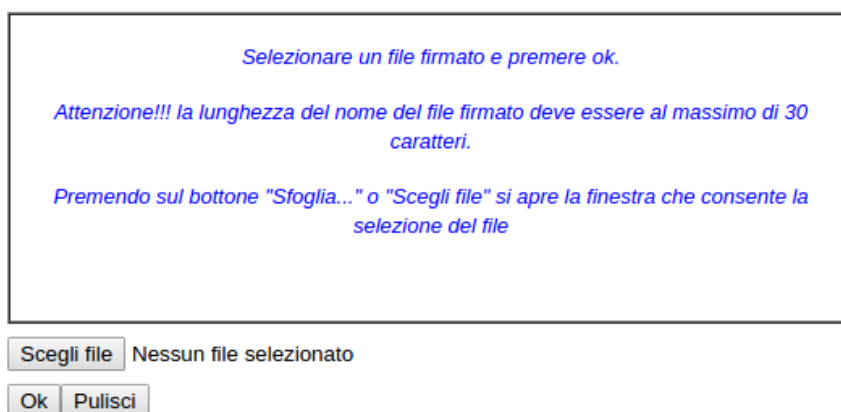 Selezionare un file firmato e premere ok.
Attenzione!!! la lunghezza del nome del file firmato deve essere al massimo di 30
caratteri.
Premendo sul bottone "Sfoglia..." o "Scegli file" si apre la finestra che consente la
selezione del file
Scegli file Nessun file selezionato
Ok Pulisci